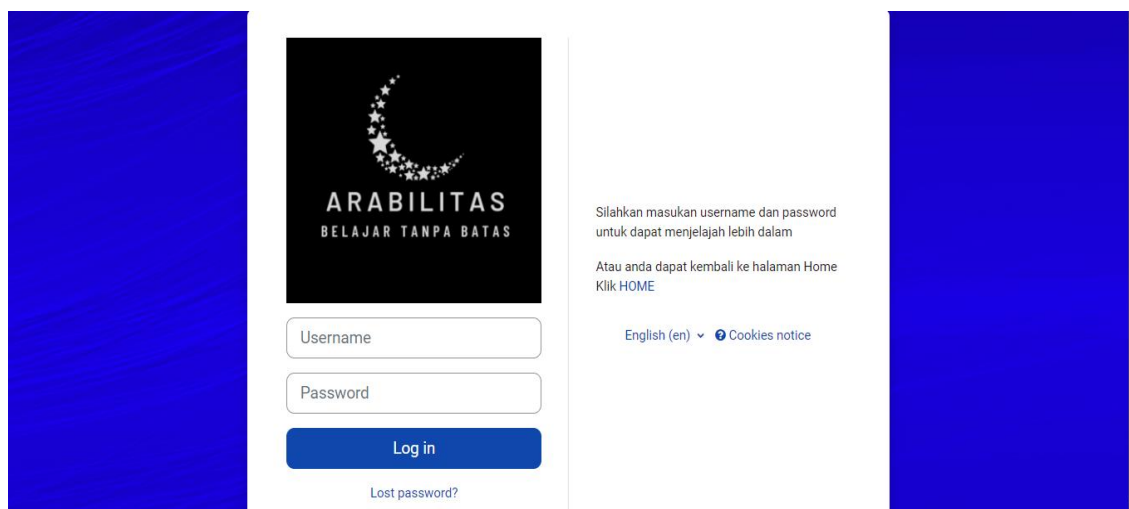 ARABILITAS
BELAJAR TANPA BATAS
Username
Password
Log in
Lost password?
Silahkan masukan username dan password
untuk dapat menjelajah lebih dalam
Atau anda dapat kembali ke halaman Home
Klik HOME
English (en)
Cookies notice